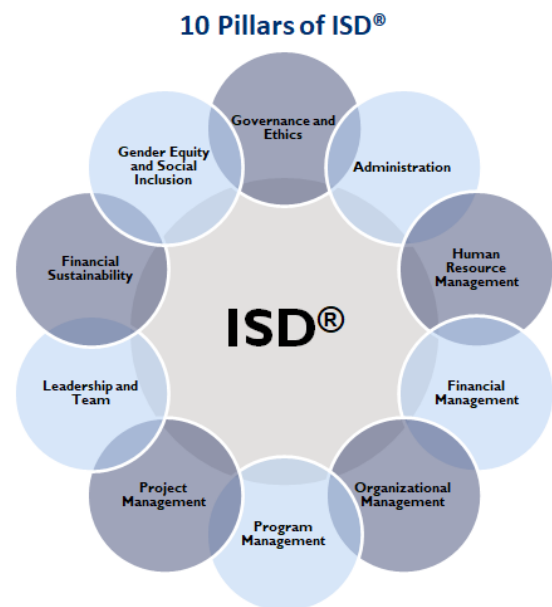 10 Pillars of ISD®
Governance and
Ethics
Administration
Human
Resource
Management
Financial
Management
Organizational
Management
Program
Management
Project
Management
Leadership and
Team
Financial
Sustainability
Gender Equity
and Social
Inclusion
ISD®